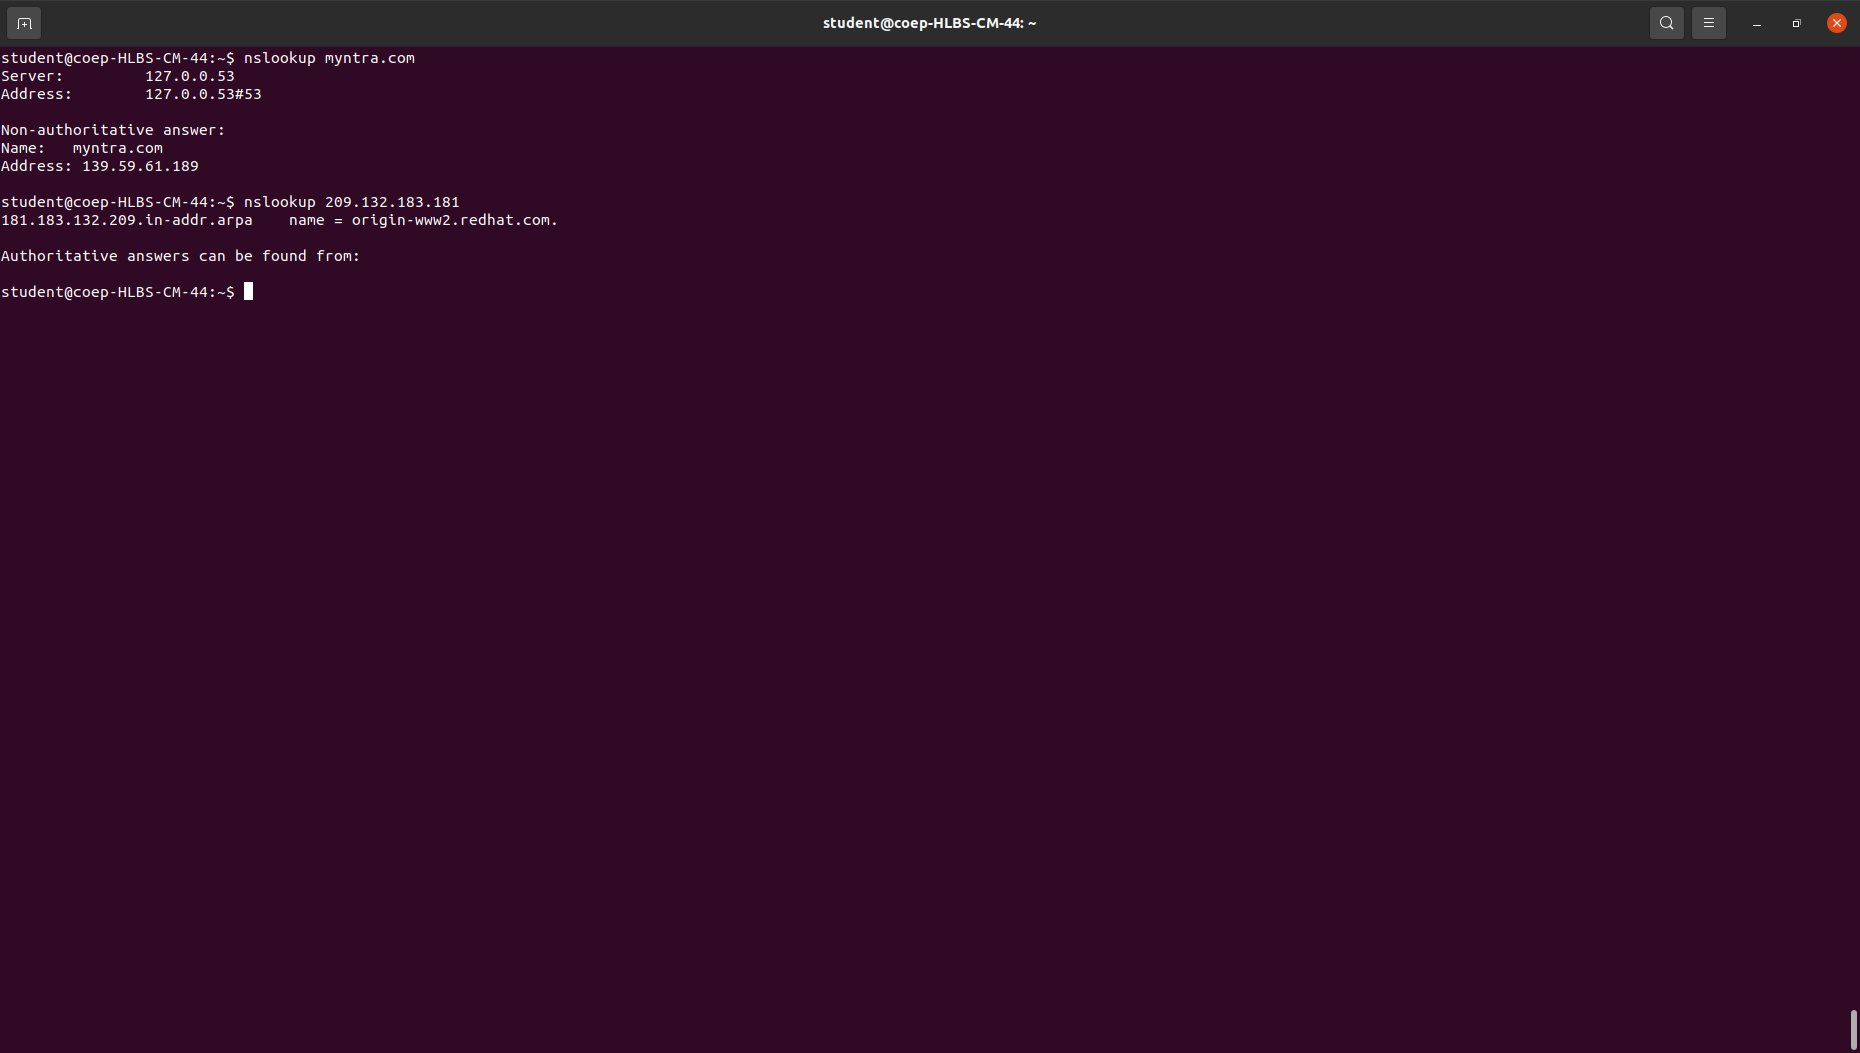 student@coep-HLBS-CM-44: ~
student@coep-HLBS-CM-44:~$ nslookup myntra.com
Server:         127.0.0.53
Address:        127.0.0.53#53
Non-authoritative answer:
Name:   myntra.com
Address: 139.59.61.189
student@coep-HLBS-CM-44:~$ nslookup 209.132.183.181
181.183.132.209.in-addr.arpa    name = origin-www2.redhat.com.
Authoritative answers can be found from:
student@coep-HLBS-CM-44:~$